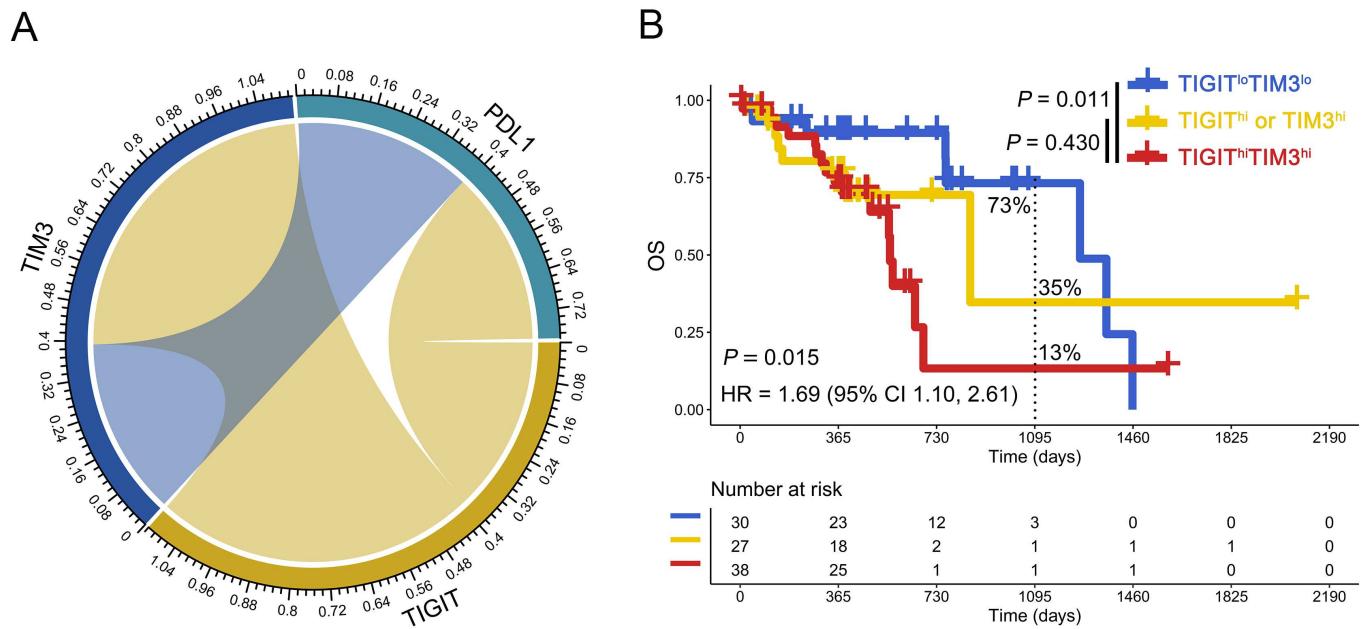 A
B
PDL1
0
0.08
0.16
0.24
0.32
0.4
0.48
0.56
0.64
0.72
TIGIT
0
0.08
0.16
0.24
0.32
0.4
0.48
0.56
0.64
0.72
0.8
0.88
0.96
1.04
TIM3
0
0.08
0.16
0.24
0.32
0.4
0.48
0.56
0.64
0.72
0.8
0.88
0.96
1.04
TIGITloTIM3lo
TIGIThi or TIM3hi
TIGIThiTIM3hi
P = 0.011
P = 0.430
OS
1.00
0.75
0.50
0.25
0.00
73%
35%
13%
P = 0.015
HR = 1.69 (95% CI 1.10, 2.61)
0 365 730 1095 1460 1825 2190
Time (days)
Number at risk
30 23 12 3 0 0 0
27 18 2 1 1 1 0
38 25 1 1 1 0 0
0 365 730 1095 1460 1825 2190
Time (days)